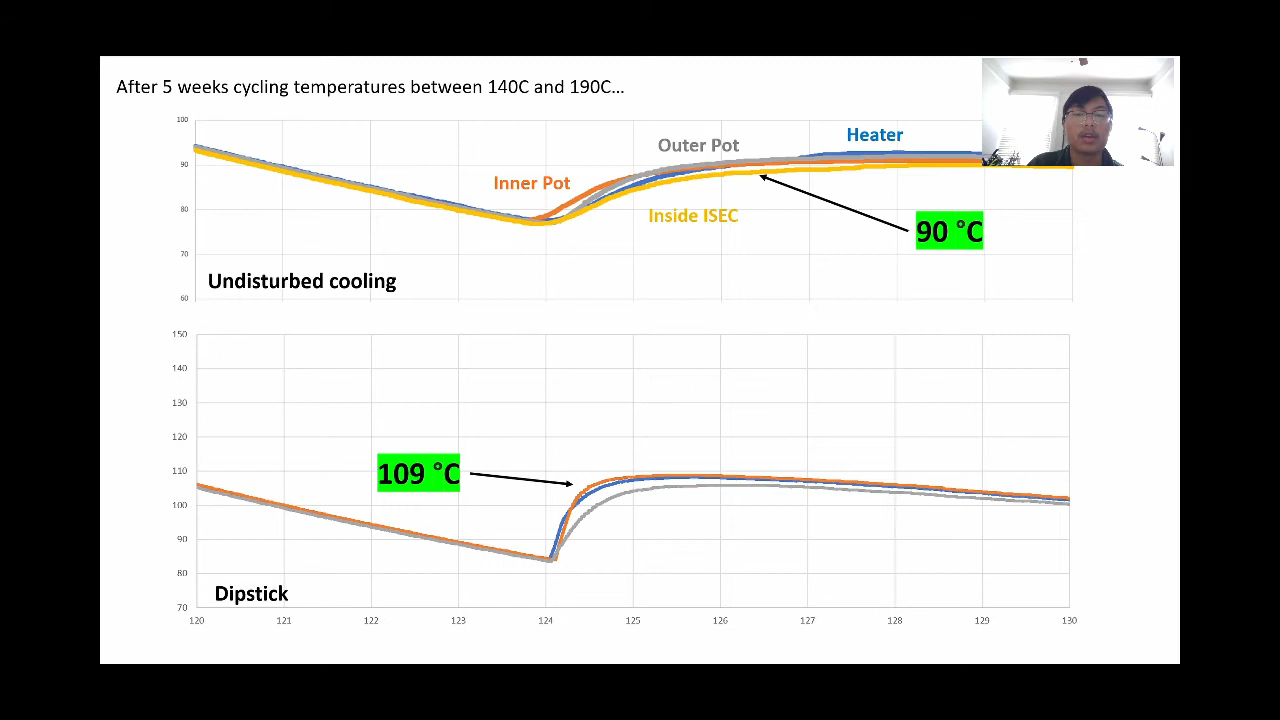 After 5 weeks cycling temperatures between 140C and 190C...
100
90
80
70
60
Outer Pot
Heater
Inner Pot
Inside ISEC
90 °C
Undisturbed cooling
150
140
130
120
110
100
90
80
70
109 °C
Dipstick
120 121 122 123 124 125 126 127 128 129 130